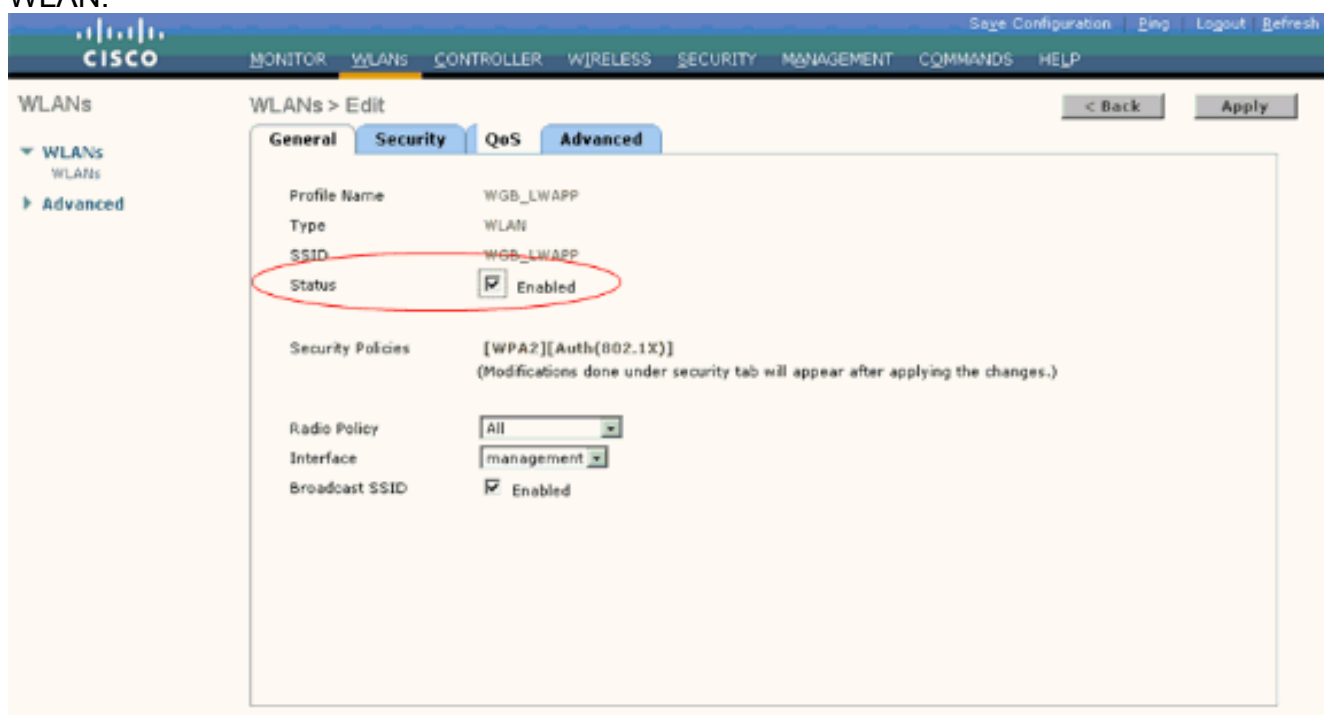 WLAN.
Save Configuration | Ping | Logout | Refresh
CISCO
MONITOR WLANs CONTROLLER WIRELESS SECURITY MANAGEMENT COMMANDS HELP
WLANs
WLANs > Edit
< Back
Apply
General Security QoS Advanced
WLANs
WLANs
Advanced
Profile Name WGB_LWAPP
Type WLAN
SSID WGB_LWAPP
Status Enabled
Security Policies [WPA2][Auth(802.1X)]
(Modifications done under security tab will appear after applying the changes.)
Radio Policy All
Interface management
Broadcast SSID Enabled